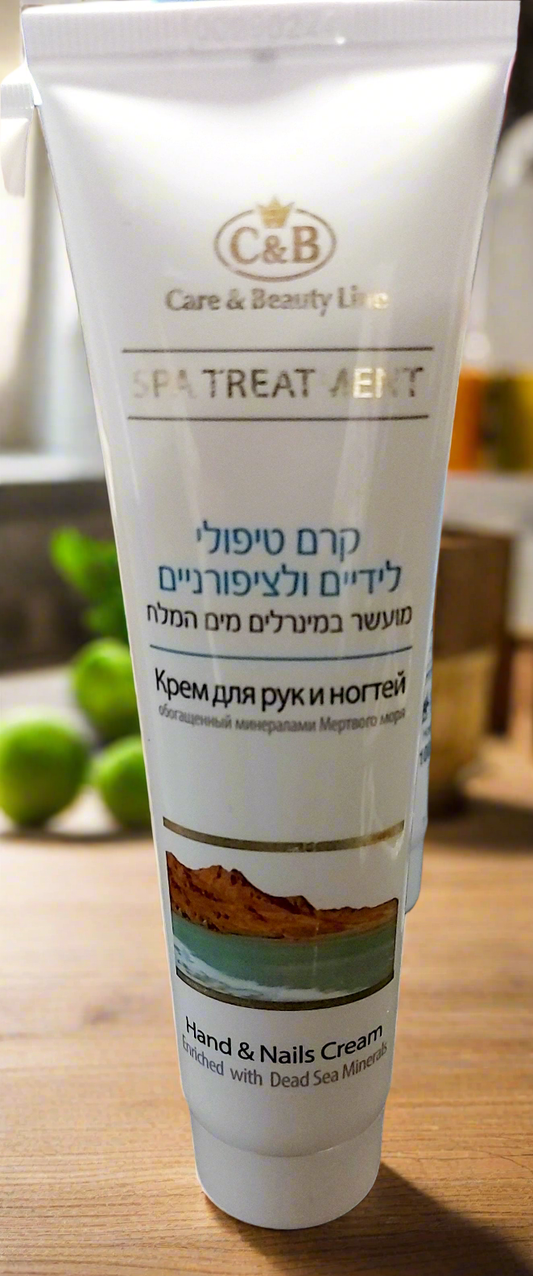 C&B
Care & Beauty Line
SPA TREATMENT
קרם טיפולי
לידיים ולציפורניים
מועשר במינרלים מים המלח
Крем для рук и ногтей
обогащенный минералами Мертвого моря
Hand & Nails Cream
Enriched with Dead Sea Minerals